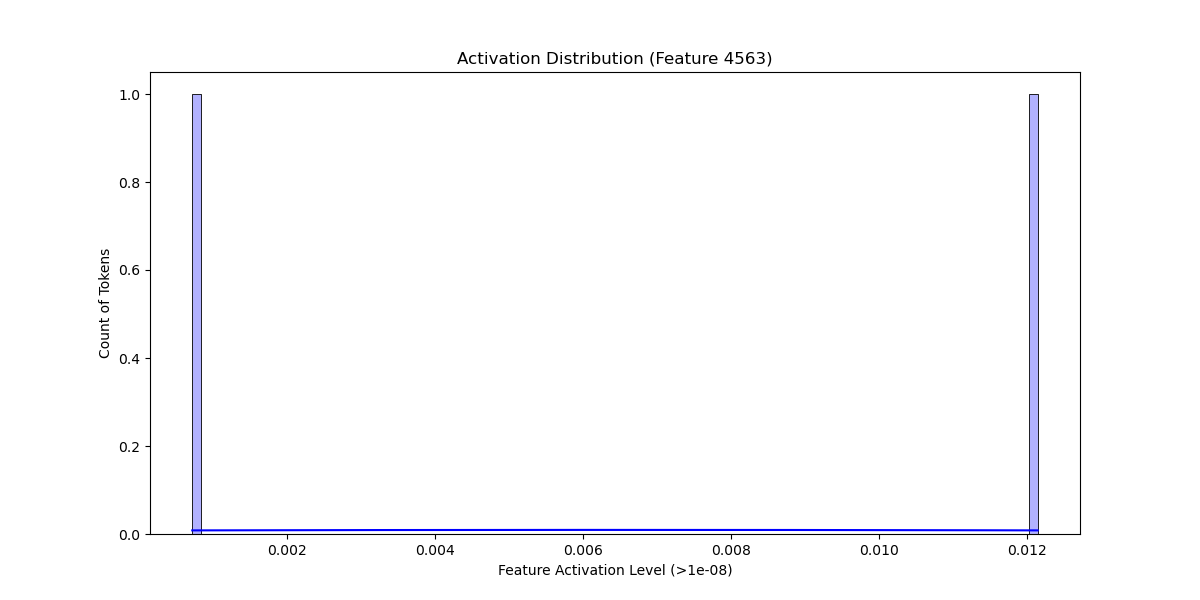 Activation Distribution (Feature 4563)
Count of Tokens
1.0
0.8
0.6
0.4
0.2
0.0
0.002 0.004 0.006 0.008 0.010 0.012
Feature Activation Level (>1e-08)